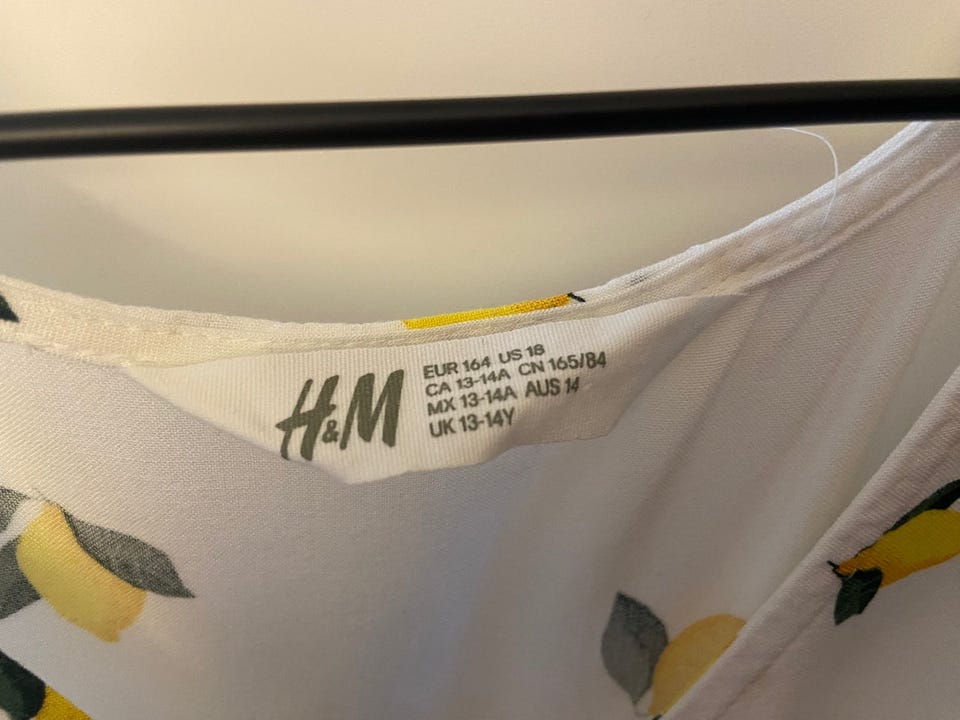 H&M
EUR 164 US 18
CA 13-14A CN 165/84
MX 13-14A AUS 14
UK 13-14Y